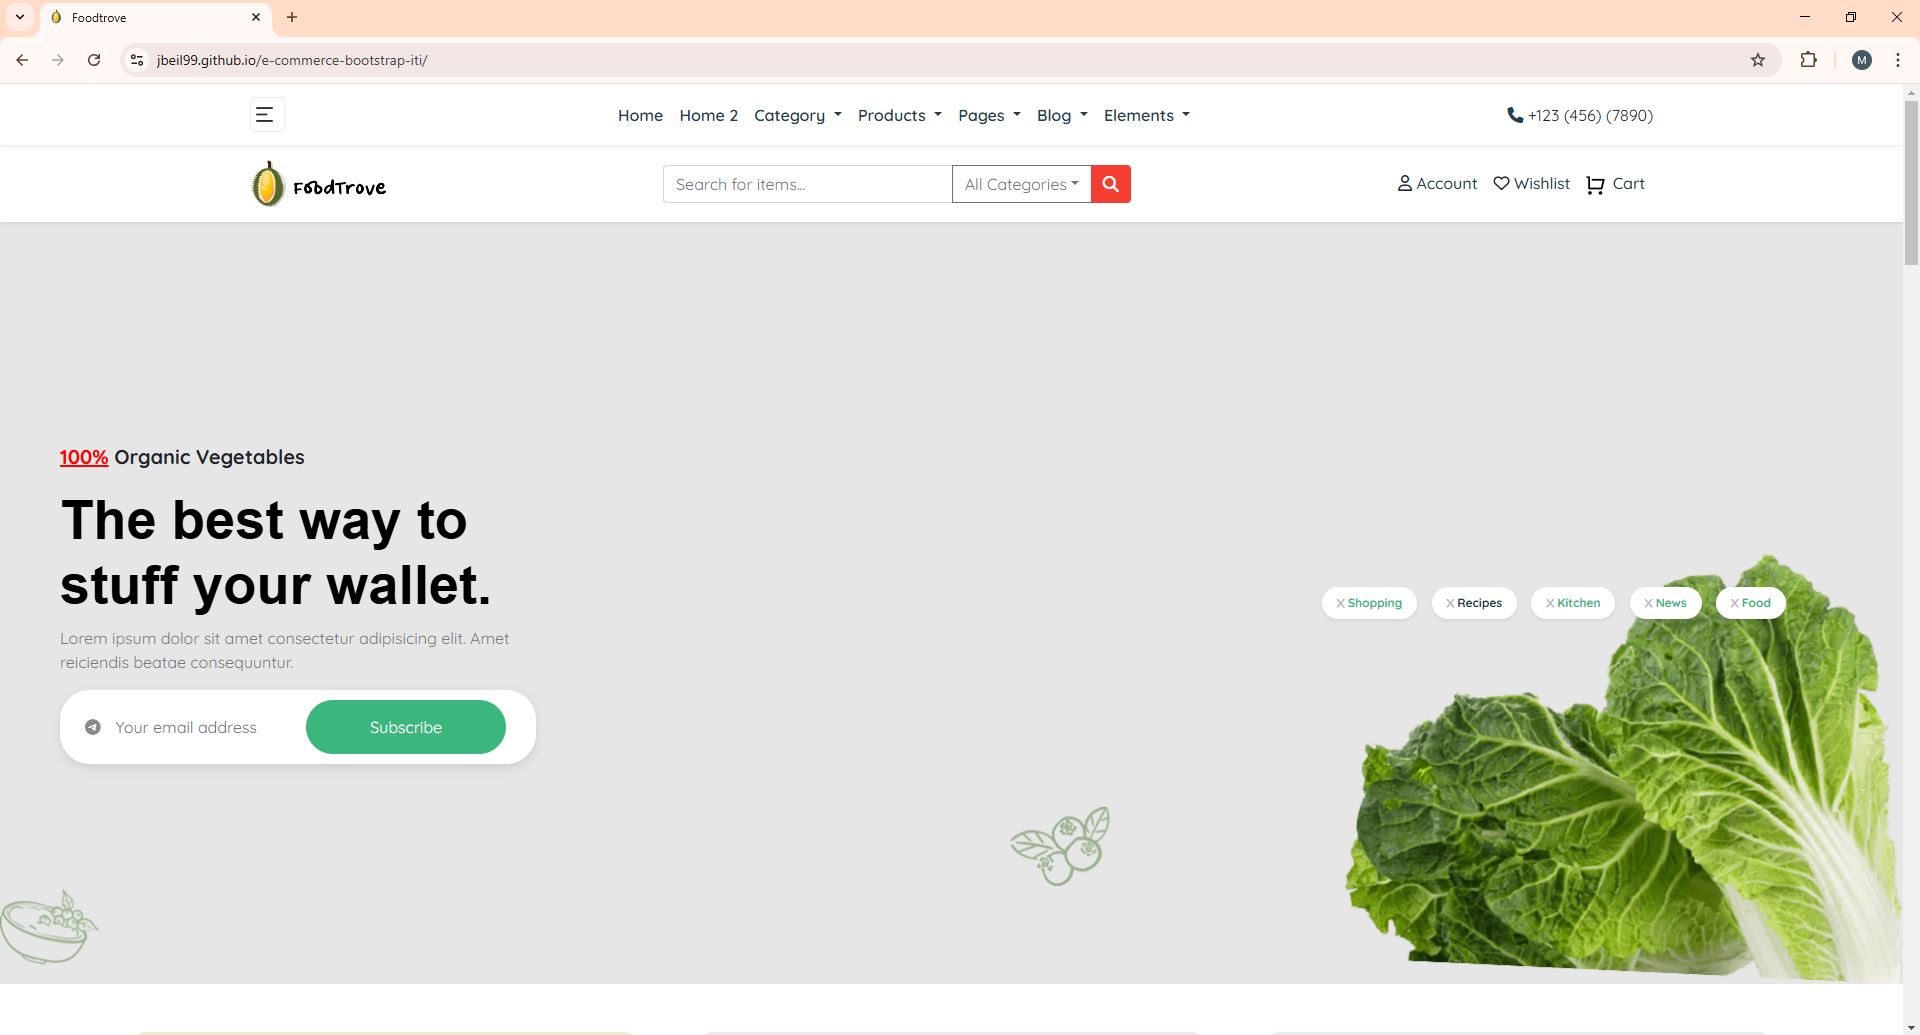 Foodtrove
jbeil99.github.io/e-commerce-bootstrap-iti/
M
Home Home 2 Category Products Pages Blog Elements +123 (456) (7890)
FoodTrove Search for items... All Categories Account Wishlist Cart
100% Organic Vegetables
The best way to
stuff your wallet.
X Shopping X Recipes X Kitchen X News X Food
Lorem ipsum dolor sit amet consectetur adipisicing elit. Amet
reiciendis beatae consequuntur.
Your email address Subscribe